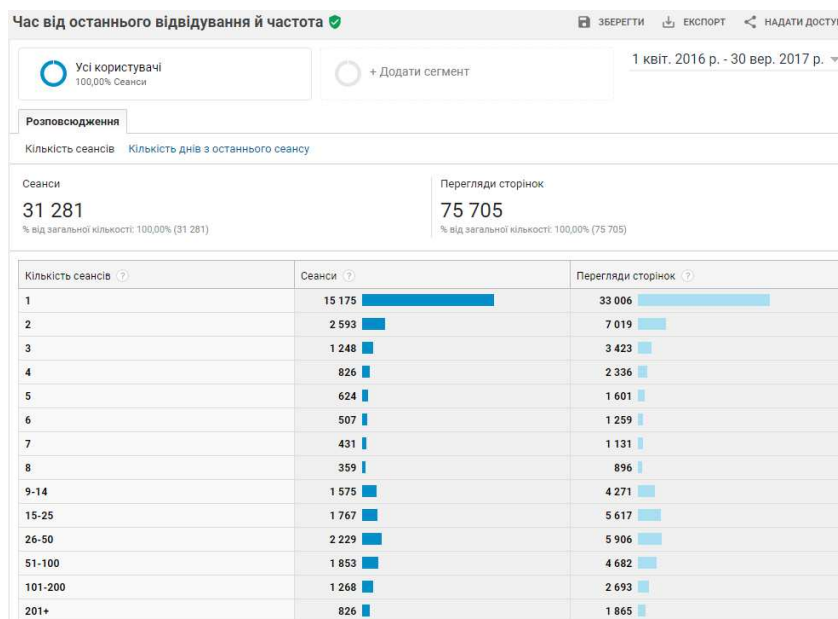 Час від останнього відвідування й частота
ЗБЕРЕГТИ ЕКСПОРТ НАДАТИ ДОСТУП
Усі користувачі
100,00% Сеанси
+ Додати сегмент
1 квіт. 2016 р. - 30 вер. 2017 р.
Розповсюдження
Кількість сеансів Кількість днів з останнього сеансу
Сеанси Перегляди сторінок
31 281 75 705
% від загальної кількості: 100,00% (31 281) % від загальної кількості: 100,00% (75 705)
Кількість сеансів ? Сеанси ? Перегляди сторінок ?
1 15 175 33 006
2 2 593 7 019
3 1 248 3 423
4 826 2 336
5 624 1 601
6 507 1 259
7 431 1 131
8 359 896
9-14 1 575 4 271
15-25 1 767 5 617
26-50 2 229 5 906
51-100 1 853 4 682
101-200 1 268 2 693
201+ 826 1 865